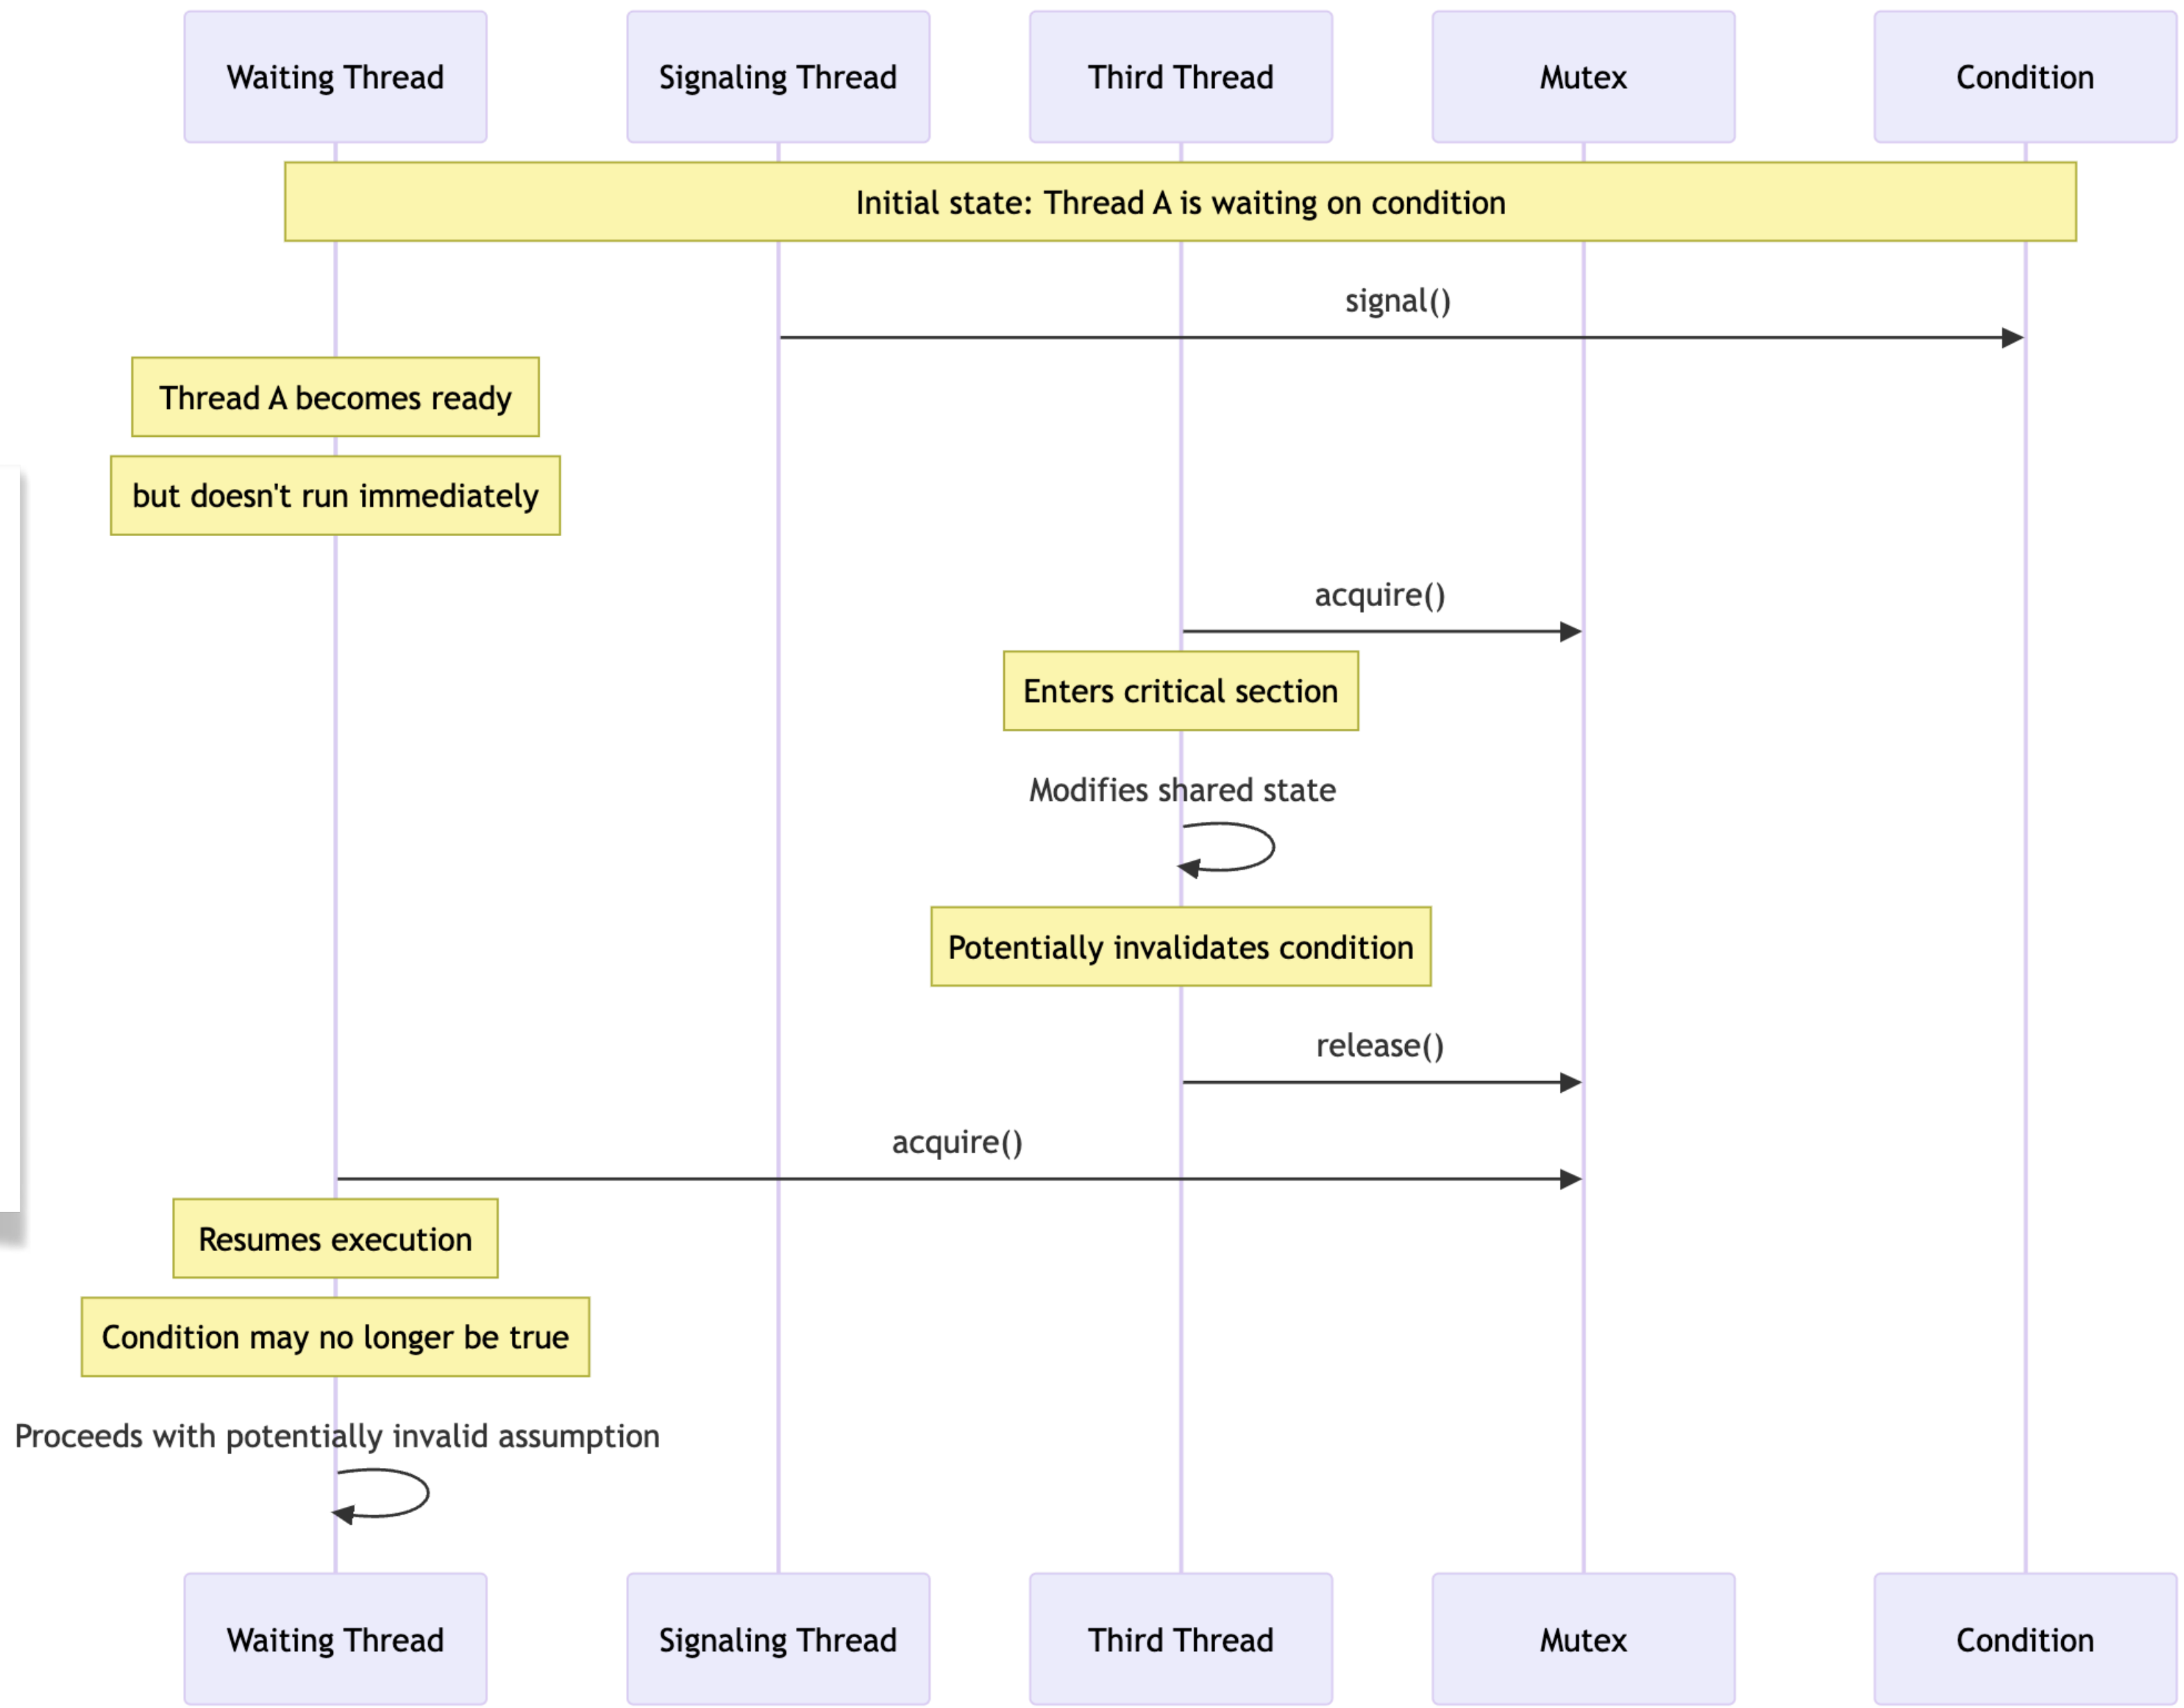 Waiting Thread
Signaling Thread
Third Thread
Mutex
Condition
Initial state: Thread A is waiting on condition
signal()
Thread A becomes ready
but doesn't run immediately
acquire()
Enters critical section
Modifies shared state
Potentially invalidates condition
release()
acquire()
Resumes execution
Condition may no longer be true
Proceeds with potentially invalid assumption
Waiting Thread
Signaling Thread
Third Thread
Mutex
Condition